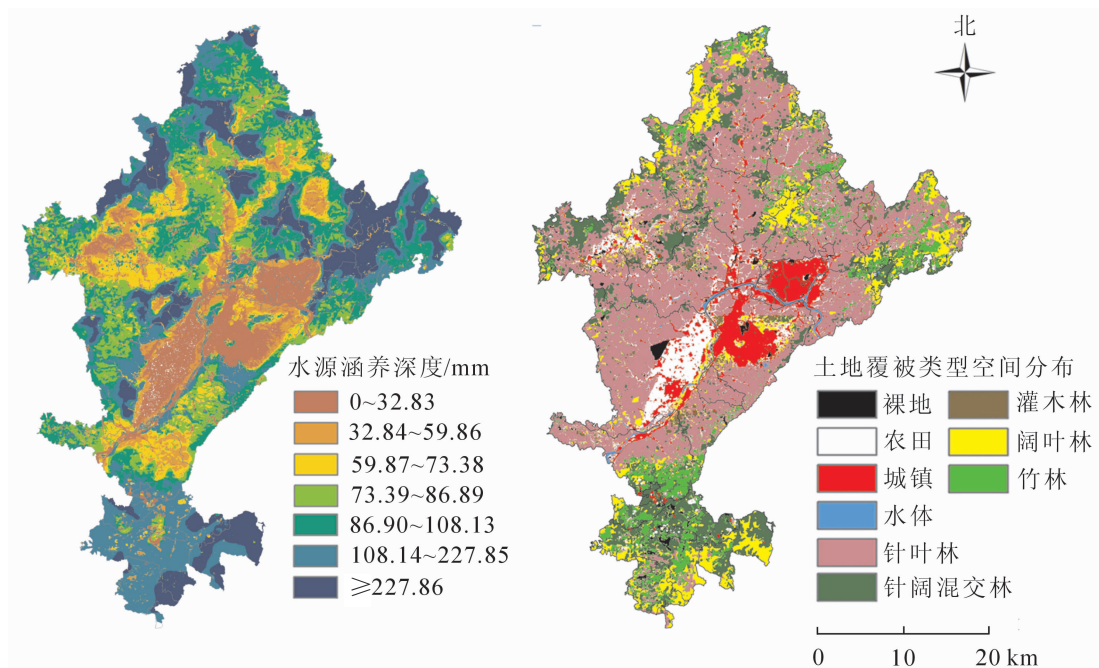 北
水源涵养深度/mm
0~32.83
32.84~59.86
59.87~73.38
73.39~86.89
86.90~108.13
108.14~227.85
≥227.86
土地覆被类型空间分布
裸地 灌木林
农田 阔叶林
城镇 竹林
水体
针叶林
针阔混交林
0 10 20 km